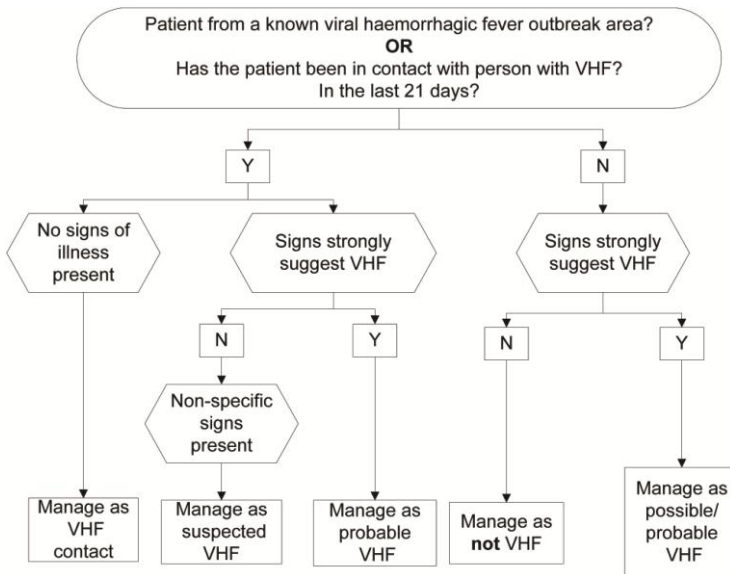 Patient from a known viral haemorrhagic fever outbreak area?
OR
Has the patient been in contact with person with VHF?
In the last 21 days?
Y
N
No signs of
illness
present
Signs strongly
suggest VHF
Signs strongly
suggest VHF
N
Y
N
Y
Non-specific
signs
present
Manage as
VHF
contact
Manage as
suspected
VHF
Manage as
probable
VHF
Manage as
not VHF
Manage as
possible/
probable
VHF